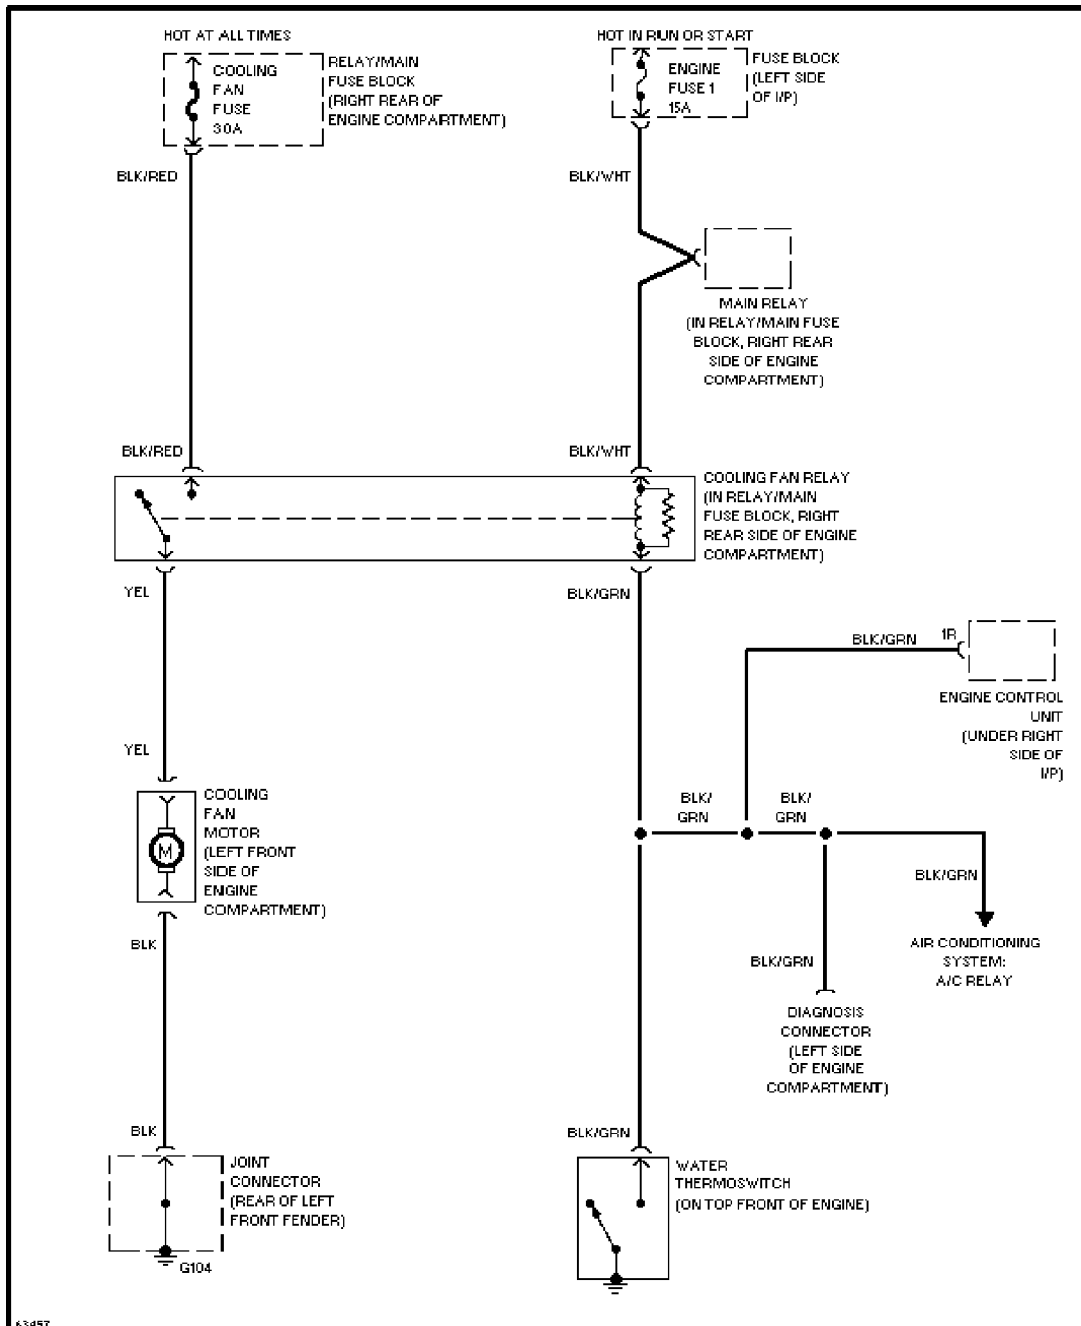 HOT AT ALL TIMES
COOLING
FAN
FUSE
30A
RELAY/MAIN
FUSE BLOCK
(RIGHT REAR OF
ENGINE COMPARTMENT)
HOT IN RUN OR START
ENGINE
FUSE 1
15A
FUSE BLOCK
(LEFT SIDE
OF I/P)
BLK/RED
BLK/WHT
MAIN RELAY
(IN RELAY/MAIN FUSE
BLOCK, RIGHT REAR
SIDE OF ENGINE
COMPARTMENT)
BLK/RED
BLK/WHT
COOLING FAN RELAY
(IN RELAY/MAIN
FUSE BLOCK, RIGHT
REAR SIDE OF ENGINE
COMPARTMENT)
YEL
BLK/GRN
BLK/GRN
1R
ENGINE CONTROL
UNIT
(UNDER RIGHT
SIDE OF
I/P)
YEL
COOLING
FAN
MOTOR
(LEFT FRONT
SIDE OF
ENGINE
COMPARTMENT)
M
BLK/
GRN
BLK/
GRN
BLK/GRN
AIR CONDITIONING
SYSTEM:
A/C RELAY
BLK
BLK/GRN
DIAGNOSIS
CONNECTOR
(LEFT SIDE
OF ENGINE
COMPARTMENT)
BLK
BLK/GRN
JOINT
CONNECTOR
(REAR OF LEFT
FRONT FENDER)
G104
WATER
THERMOSWITCH
(ON TOP FRONT OF ENGINE)
63457